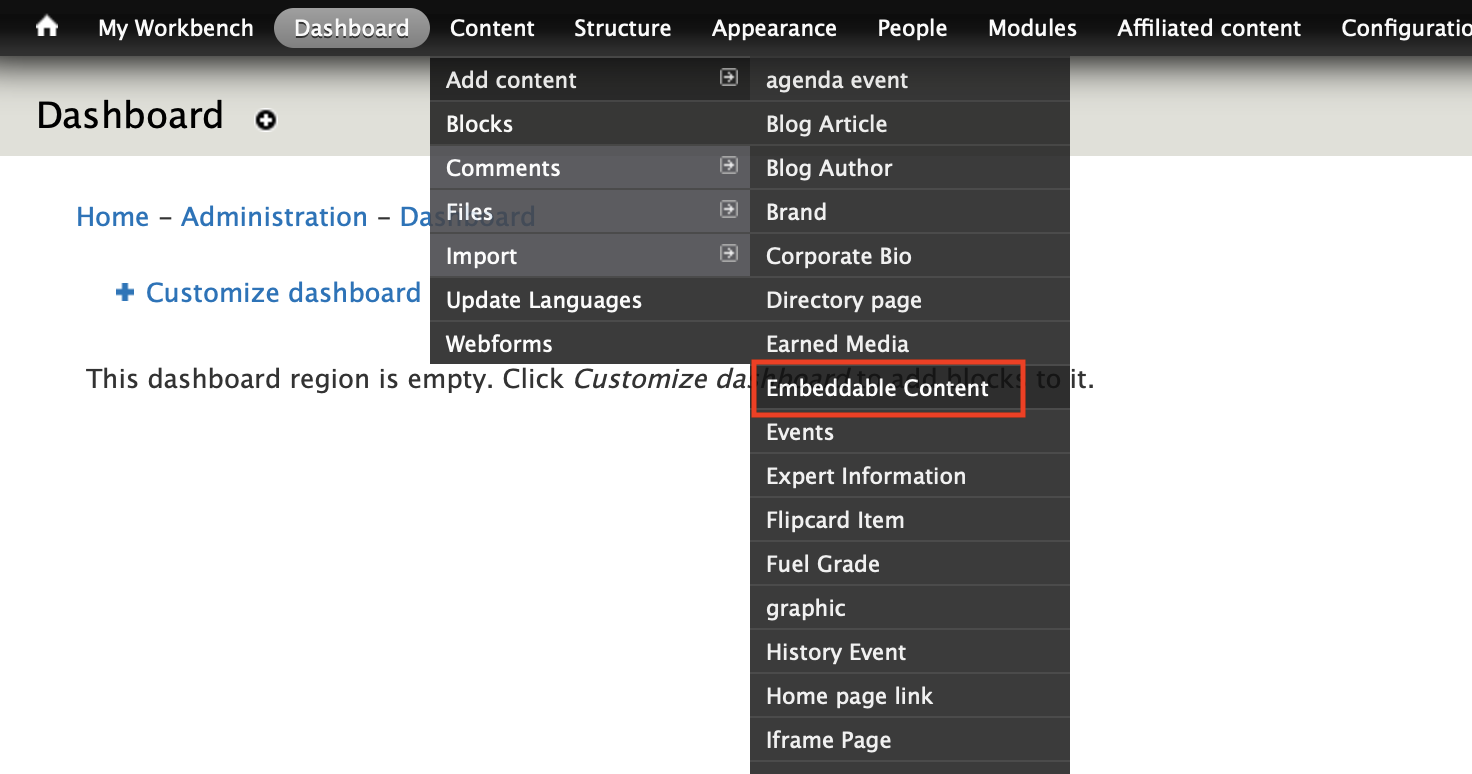 My Workbench Dashboard Content Structure Appearance People Modules Affiliated content Configuratio
Dashboard
Home – Administration – Dashboard
Customize dashboard
This dashboard region is empty. Click Customize dashboard to add blocks to it.
Add content
Blocks
Comments
Files
Import
Update Languages
Webforms
agenda event
Blog Article
Blog Author
Brand
Corporate Bio
Directory page
Earned Media
Embeddable Content
Events
Expert Information
Flipcard Item
Fuel Grade
graphic
History Event
Home page link
Iframe Page